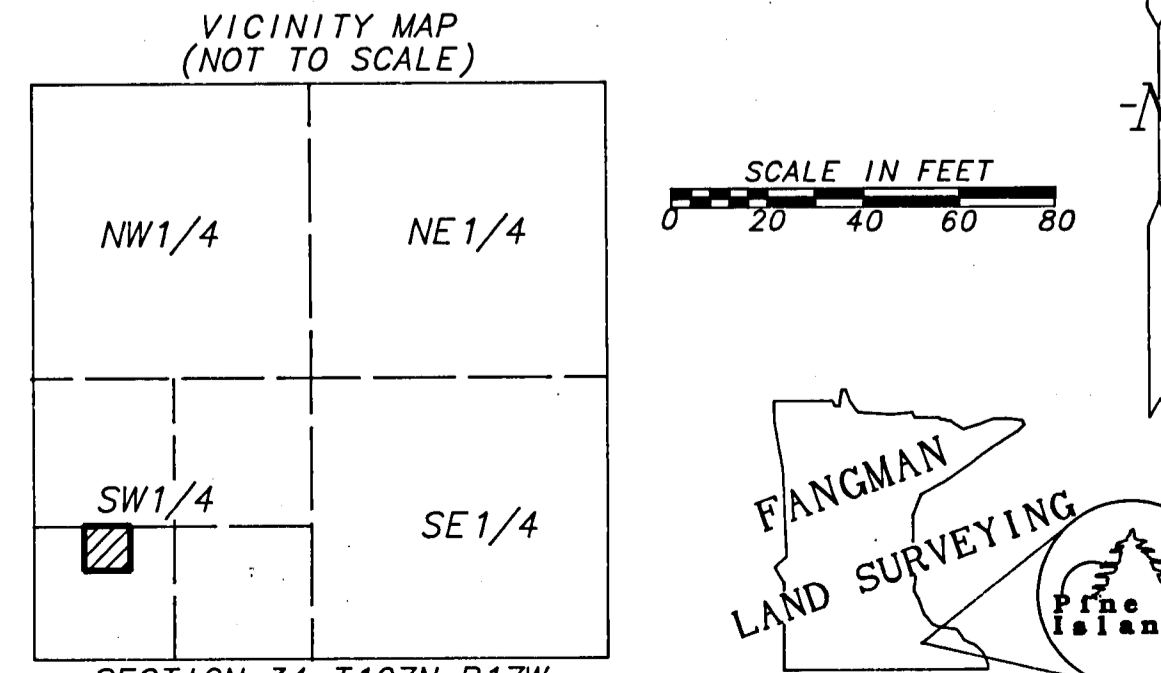 VICINITY MAP
(NOT TO SCALE)
NW1/4
NE1/4
SW1/4
SE1/4
SCALE IN FEET
0 20 40 60 80
N
FANGMAN
LAND SURVEYING
Pine